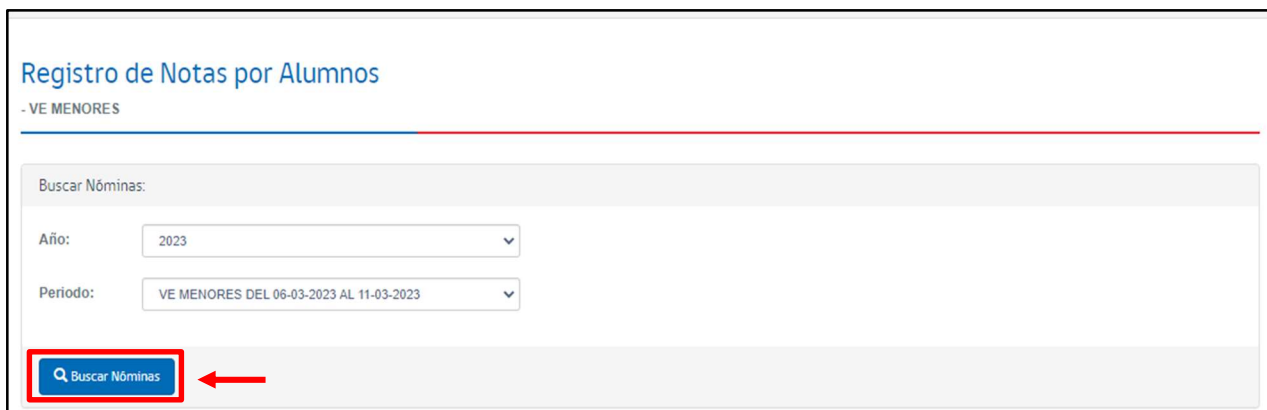 Registro de Notas por Alumnos
- VE MENORES
Buscar Nóminas:
Año: 2023
Periodo: VE MENORES DEL 06-03-2023 AL 11-03-2023
Buscar Nóminas